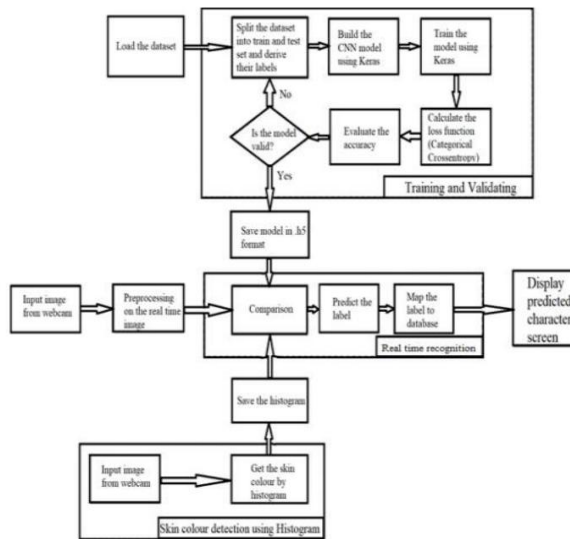 Load the dataset
Split the dataset
into train and test
set and derive
their labels
Build the
CNN model
using Keras
Train the
model using
Keras
No
Is the model
valid?
Evaluate the
accuracy
Calculate the
loss function
(Categorical
Crossentropy)
Yes
Training and Validating
Save model in .h5
format
Input image
from webcam
Preprocessing
on the real time
image
Comparison
Predict the
label
Map the
label to
database
Display
predicted
character
screen
Real time recognition
Save the histogram
Input image
from webcam
Get the skin
colour by
histogram
Skin colour detection using Histogram